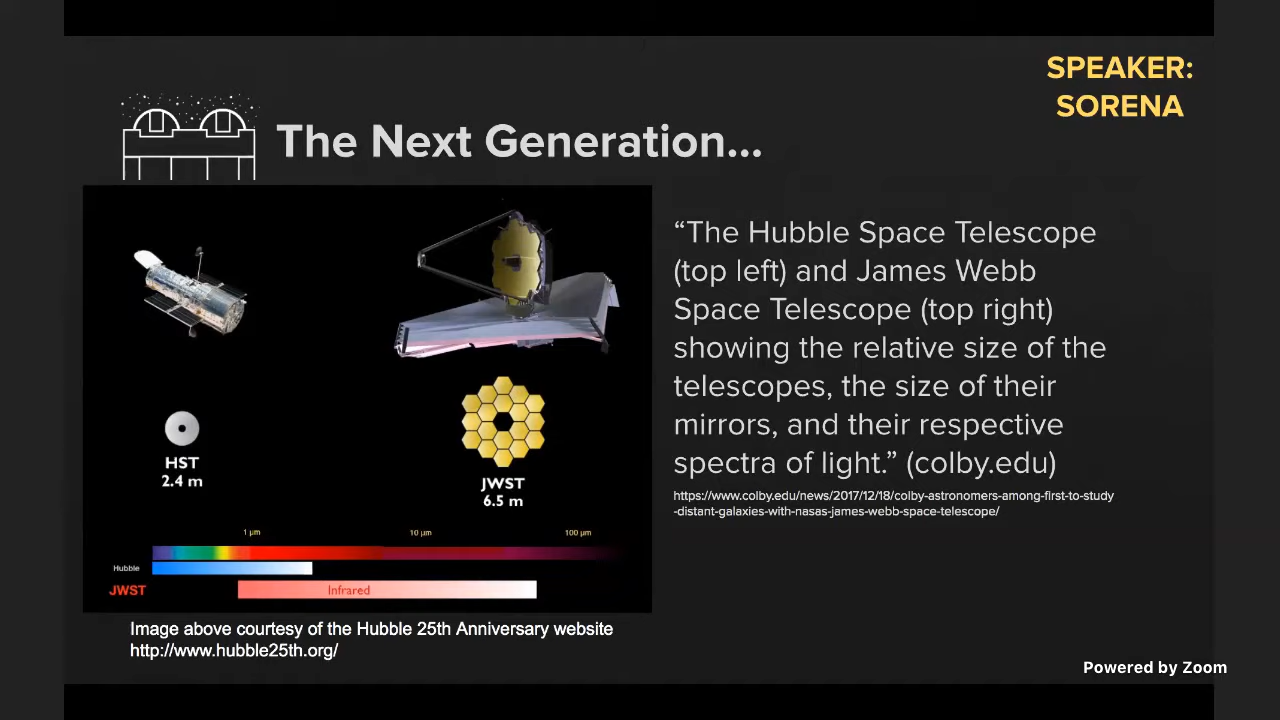 SPEAKER:
SORENA
The Next Generation...
“The Hubble Space Telescope
(top left) and James Webb
Space Telescope (top right)
showing the relative size of the
telescopes, the size of their
mirrors, and their respective
spectra of light.” (colby.edu)
https://www.colby.edu/news/2017/12/18/colby-astronomers-among-first-to-study
-distant-galaxies-with-nasas-james-webb-space-telescope/
HST
2.4 m
JWST
6.5 m
1 µm 10 µm 100 µm
Hubble
JWST Infrared
Image above courtesy of the Hubble 25th Anniversary website
http://www.hubble25th.org/
Powered by Zoom